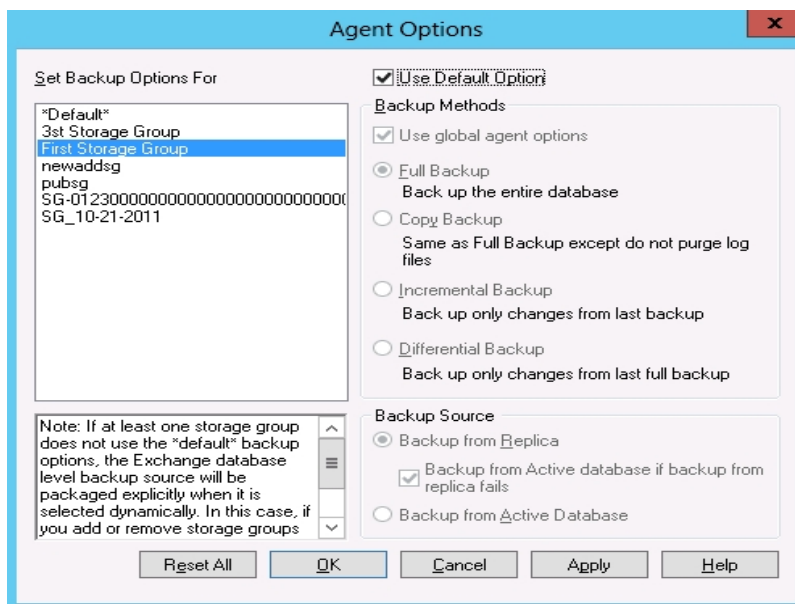 Agent Options
x
Set Backup Options For
Use Default Option
*Default*
3st Storage Group
First Storage Group
newaddsg
pubsg
SG_10-21-2011
Backup Methods
Use global agent options
Full Backup
Back up the entire database
Copy Backup
Same as Full Backup except do not purge log
files
Incremental Backup
Back up only changes from last backup
Differential Backup
Back up only changes from last full backup
Note: If at least one storage group
does not use the *default* backup
options, the Exchange database
level backup source will be
packaged explicitly when it is
selected dynamically. In this case, if
you add or remove storage groups
Backup Source
Backup from Replica
Backup from Active database if backup from
replica fails
Backup from Active Database
Reset All
OK
Cancel
Apply
Help